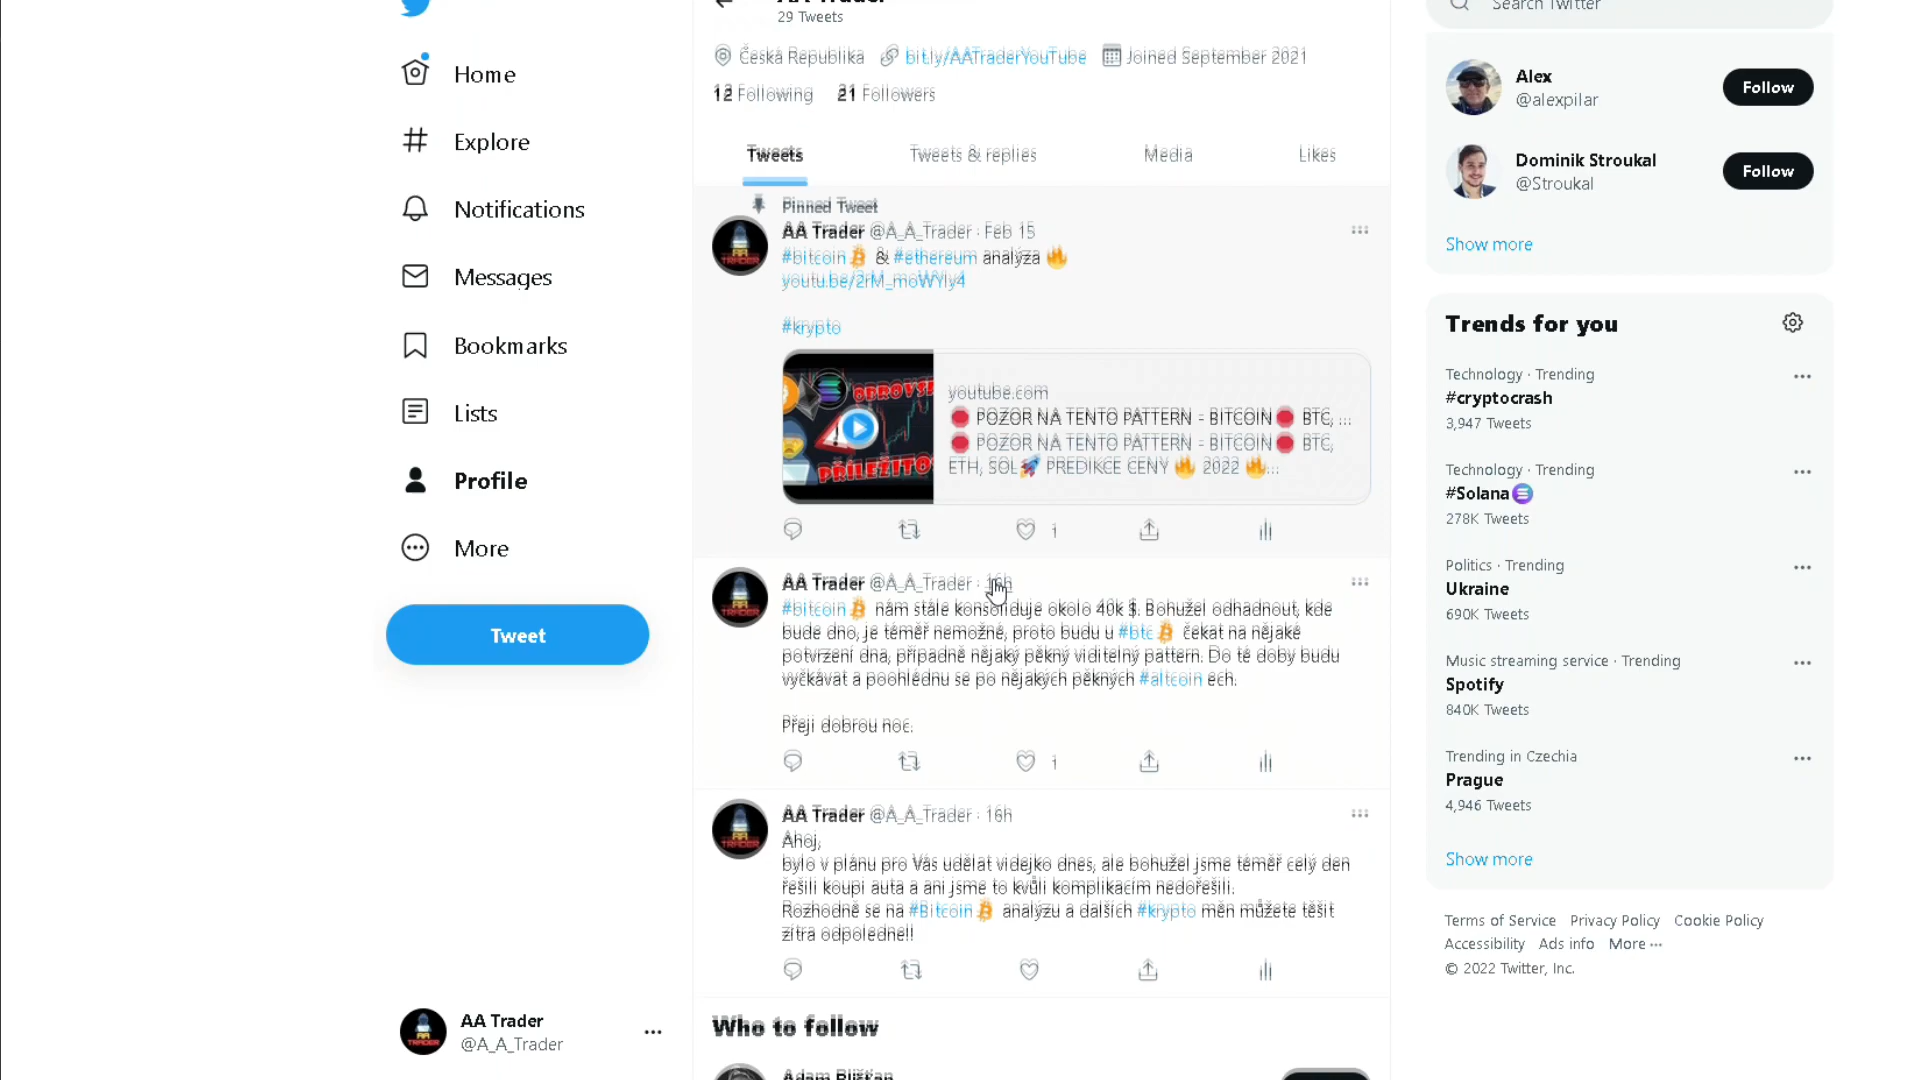 Home
Explore
Notifications
Messages
Bookmarks
Lists
Profile
More
Tweet
AA Trader
@A_A_Trader
AA Trader
29 Tweets
Česká Republika bit.ly/AATraderYouTube Joined September 2021
12 Following 21 Followers
Tweets Tweets & replies Media Likes
Pinned Tweet
AA Trader @A_A_Trader · Feb 15
#bitcoin & #ethereum analýza 🔥
youtu.be/2rM_moWYly4
#krypto
ODROVSK
PŘÍLEŽITO
youtube.com
🛑 POZOR NA TENTO PATTERN - BITCOIN 🛑 BTC, ...
🛑 POZOR NA TENTO PATTERN - BITCOIN 🛑 BTC,
ETH, SOL 🚀 PREDIKCE CENY 🔥 2022 🔥...
1
AA Trader @A_A_Trader · 16h
#bitcoin nám stále konsoliduje okolo 40k $. Bohužel odhadnout, kde
bude dno, je téměř nemožné, proto budu u #btc čekat na nějaké
potvrzení dna, případně nějaký pěkný viditelný pattern. Do té doby budu
vyčkávat a poohlédnu se po nějakých pěkných #altcoin ech.
Přeji dobrou noc.
1
AA Trader @A_A_Trader · 16h
Ahoj,
bylo v plánu pro Vás udělat videjko dnes, ale bohužel jsme téměř celý den
řešili koupi auta a ani jsme to kvůli komplikacím nedořešili.
Rozhodně se na #Bitcoin analýzu a dalších #krypto měn můžete těšit
zítra odpoledne!!
Who to follow
Adam Blišťan
Search Twitter
Alex
@alexpilar
Follow
Dominik Stroukal
@Stroukal
Follow
Show more
Trends for you
Technology · Trending
#cryptocrash
3,947 Tweets
Technology · Trending
#Solana
278K Tweets
Politics · Trending
Ukraine
690K Tweets
Music streaming service · Trending
Spotify
840K Tweets
Trending in Czechia
Prague
4,946 Tweets
Show more
Terms of Service Privacy Policy Cookie Policy
Accessibility Ads info More ···
© 2022 Twitter, Inc.